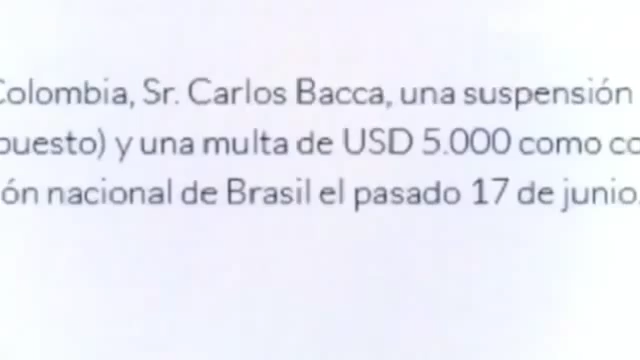 Colombia, Sr. Carlos Bacca, una suspensión
puesto) y una multa de USD 5.000 como co
ón nacional de Brasil el pasado 17 de junio.